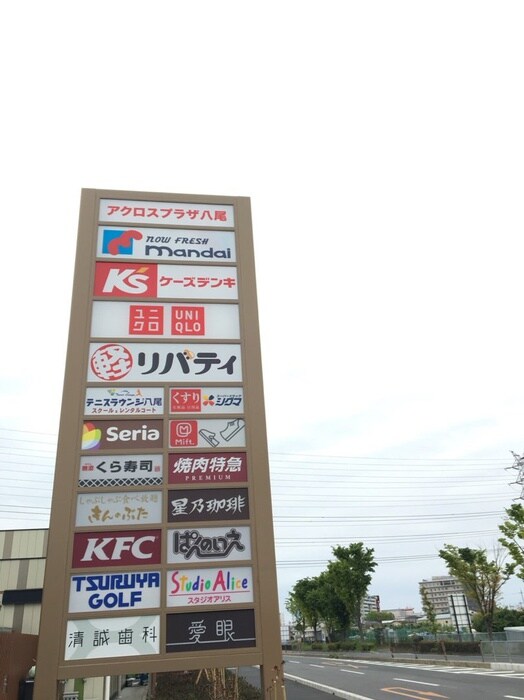 アクロスプラザ八尾
NOW FRESH
mandai
K's ケーズデンキ
ユニクロ UNIQLO
軽 リバティ
テニスラウンジ八尾
スクール&レンタルコート
くすり シグマ
Seria
Mift.
くら寿司
焼肉特急
PREMIUM
しゃぶしゃぶ食べ放題
きんのぶた
星乃珈琲
KFC
ぱんのいえ
TSURUYA
GOLF
Studio Alice
スタジオアリス
清誠歯科
愛眼